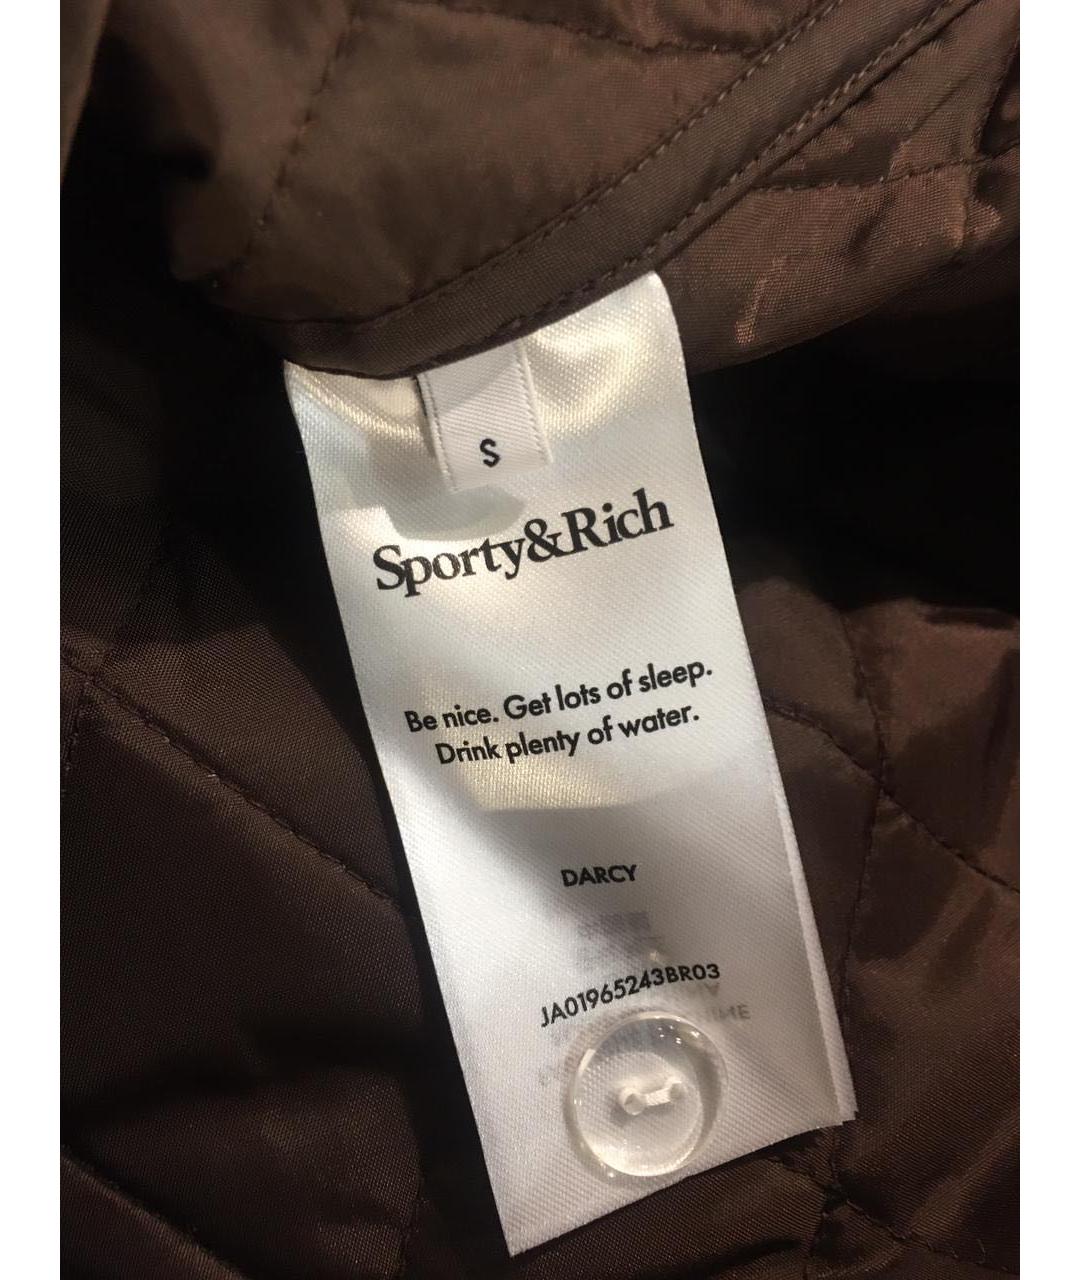 S
Sporty&Rich
Be nice. Get lots of sleep.
Drink plenty of water.
DARCY
JA01965243BR03